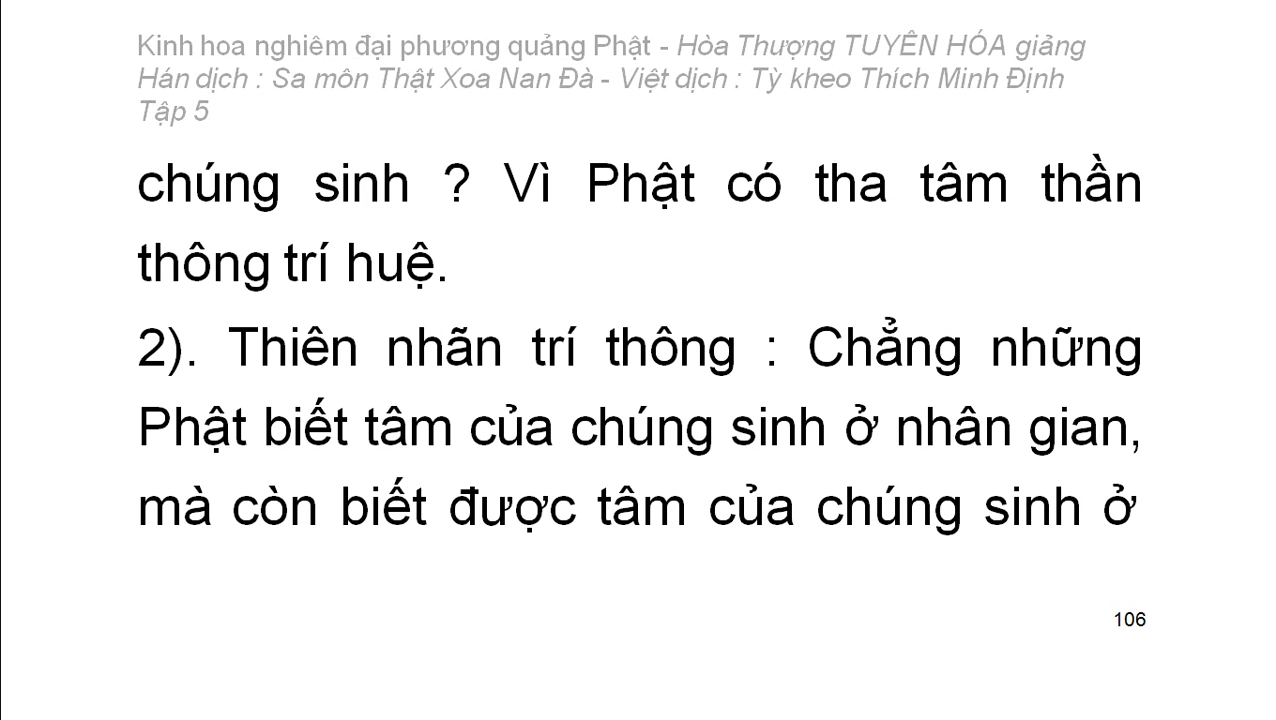 Kinh hoa nghiêm đại phương quảng Phật - Hòa Thượng TUYÊN HÓA giảng
Hán dịch : Sa môn Thật Xoa Nan Đà - Việt dịch : Tỳ kheo Thích Minh Định
Tập 5
chúng sinh ? Vì Phật có tha tâm thần
thông trí huệ.
2). Thiên nhãn trí thông : Chẳng những
Phật biết tâm của chúng sinh ở nhân gian,
mà còn biết được tâm của chúng sinh ở
106